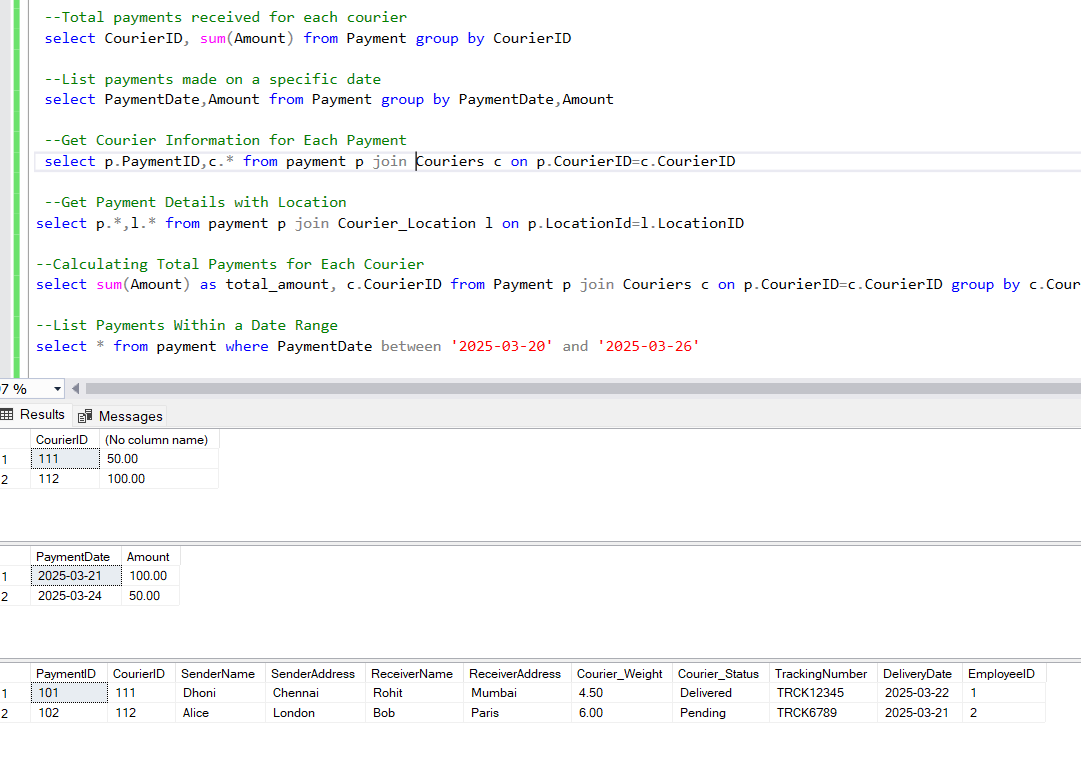 --Total payments received for each courier
select CourierID, sum(Amount) from Payment group by CourierID
--List payments made on a specific date
select PaymentDate,Amount from Payment group by PaymentDate,Amount
--Get Courier Information for Each Payment
select p.PaymentID,c.* from payment p join Couriers c on p.CourierID=c.CourierID
--Get Payment Details with Location
select p.*,l.* from payment p join Courier_Location l on p.LocationId=l.LocationID
--Calculating Total Payments for Each Courier
select sum(Amount) as total_amount, c.CourierID from Payment p join Couriers c on p.CourierID=c.CourierID group by c.Cour
--List Payments Within a Date Range
select * from payment where PaymentDate between '2025-03-20' and '2025-03-26'
7 %
Results Messages
CourierID (No column name)
1 111 50.00
2 112 100.00
PaymentDate Amount
1 2025-03-21 100.00
2 2025-03-24 50.00
PaymentID CourierID SenderName SenderAddress ReceiverName ReceiverAddress Courier_Weight Courier_Status TrackingNumber DeliveryDate EmployeeID
1 101 111 Dhoni Chennai Rohit Mumbai 4.50 Delivered TRCK12345 2025-03-22 1
2 102 112 Alice London Bob Paris 6.00 Pending TRCK6789 2025-03-21 2